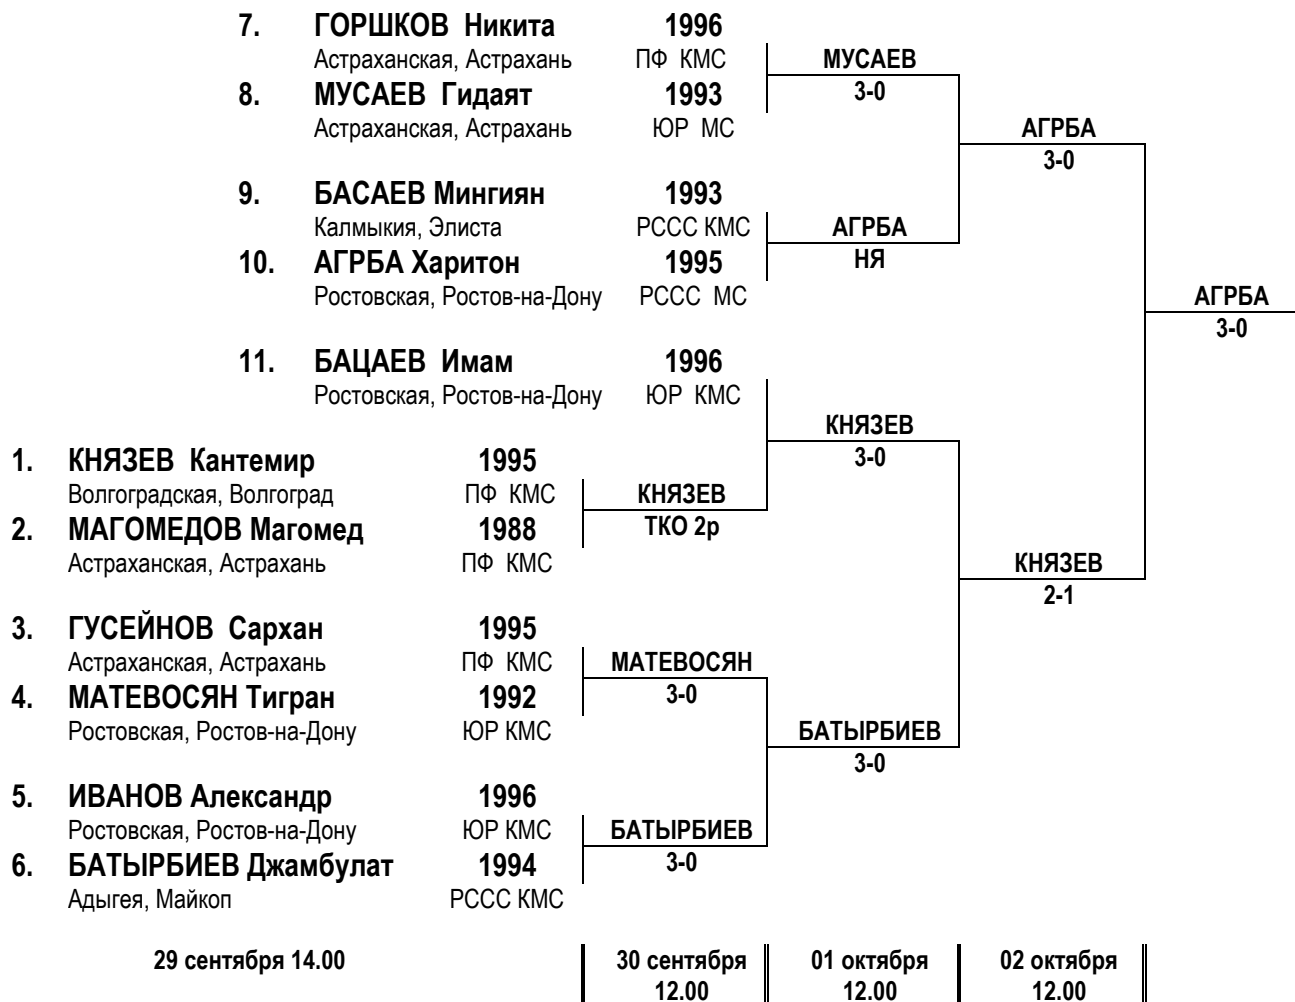 7. ГОРШКОВ Никита 1996
Астраханская, Астрахань ПФ КМС МУСАЕВ
8. МУСАЕВ Гидаят 1993 3-0
Астраханская, Астрахань ЮР МС АГРБА
3-0
9. БАСАЕВ Мингиян 1993
Калмыкия, Элиста РССС КМС АГРБА
10. АГРБА Харитон 1995 НЯ
Ростовская, Ростов-на-Дону РССС МС АГРБА
3-0
11. БАЦАЕВ Имам 1996
Ростовская, Ростов-на-Дону ЮР КМС
КНЯЗЕВ
1. КНЯЗЕВ Кантемир 1995 3-0
Волгоградская, Волгоград ПФ КМС КНЯЗЕВ
2. МАГОМЕДОВ Магомед 1988 ТКО 2р
Астраханская, Астрахань ПФ КМС КНЯЗЕВ
2-1
3. ГУСЕЙНОВ Сархан 1995
Астраханская, Астрахань ПФ КМС МАТЕВОСЯН
4. МАТЕВОСЯН Тигран 1992 3-0
Ростовская, Ростов-на-Дону ЮР КМС БАТЫРБИЕВ
3-0
5. ИВАНОВ Александр 1996
Ростовская, Ростов-на-Дону ЮР КМС БАТЫРБИЕВ
6. БАТЫРБИЕВ Джамбулат 1994 3-0
Адыгея, Майкоп РССС КМС
29 сентября 14.00 30 сентября 01 октября 02 октября
12.00 12.00 12.00